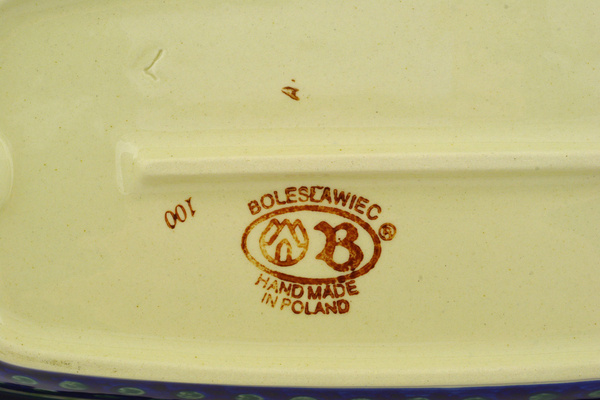 BOLESŁAWIEC
B®
HAND MADE
IN POLAND
100